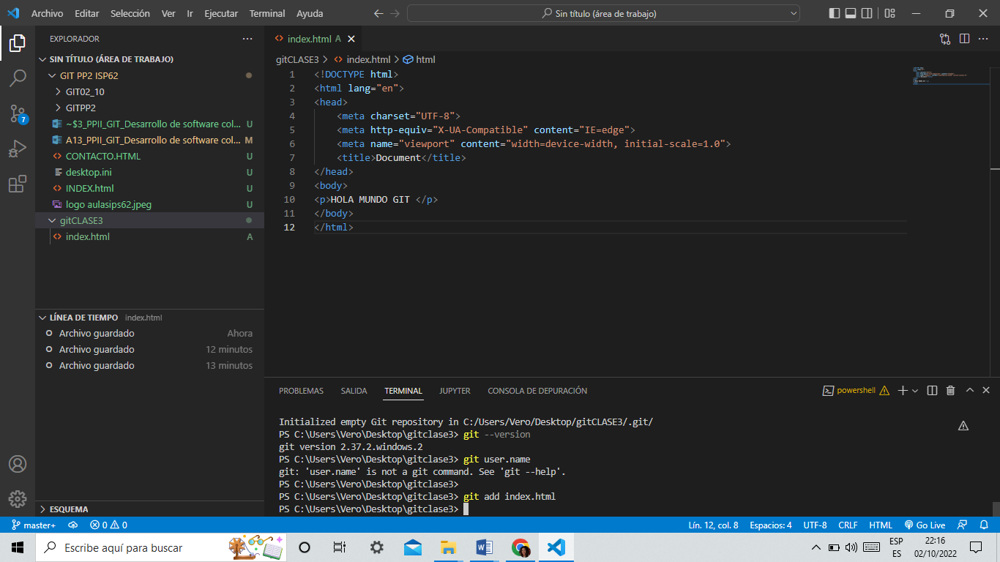 Archivo Editar Selección Ver Ir Ejecutar Terminal Ayuda
Sin título (área de trabajo)
EXPLORADOR
SIN TÍTULO (ÁREA DE TRABAJO)
GIT PP2 ISP62
GIT02_10
GITPP2
~$3_PPII_GIT_Desarrollo de software col... U
A13_PPII_GIT_Desarrollo de software col... M
CONTACTO.HTML U
desktop.ini U
INDEX.html U
logo aulasips62.jpeg U
gitCLASE3
index.html A
LÍNEA DE TIEMPO index.html
Archivo guardado Ahora
Archivo guardado 12 minutos
Archivo guardado 13 minutos
ESQUEMA
7
index.html A
gitCLASE3 > index.html > html
1 <!DOCTYPE html>
2 <html lang="en">
3 <head>
4 <meta charset="UTF-8">
5 <meta http-equiv="X-UA-Compatible" content="IE=edge">
6 <meta name="viewport" content="width=device-width, initial-scale=1.0">
7 <title>Document</title>
8 </head>
9 <body>
10 <p>HOLA MUNDO GIT </p>
11 </body>
12 </html>
PROBLEMAS SALIDA TERMINAL JUPYTER CONSOLA DE DEPURACIÓN
powershell
Initialized empty Git repository in C:/Users/Vero/Desktop/gitCLASE3/.git/
PS C:\Users\Vero\Desktop\gitclase3> git --version
git version 2.37.2.windows.2
PS C:\Users\Vero\Desktop\gitclase3> git user.name
git: 'user.name' is not a git command. See 'git --help'.
PS C:\Users\Vero\Desktop\gitclase3>
PS C:\Users\Vero\Desktop\gitclase3> git add index.html
PS C:\Users\Vero\Desktop\gitclase3>
master+ 0 0 Lín. 12, col. 8 Espacios: 4 UTF-8 CRLF HTML Go Live
Escribe aquí para buscar
ESP
ES
22:16
02/10/2022